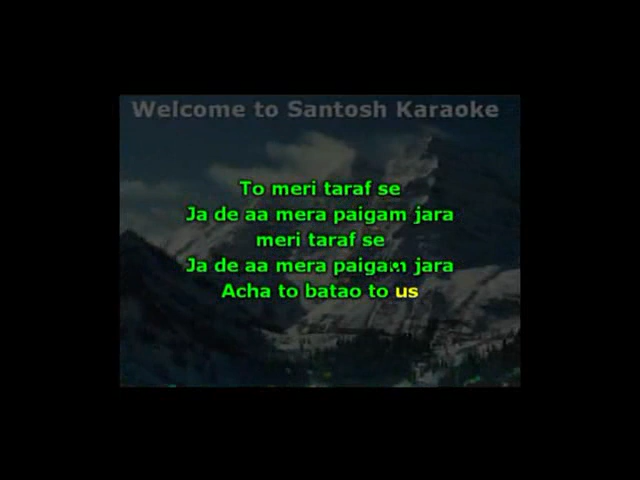 Welcome to Santosh Karaoke
To meri taraf se
Ja de aa mera paigam jara
meri taraf se
Ja de aa mera paigam jara
Acha to batao to us